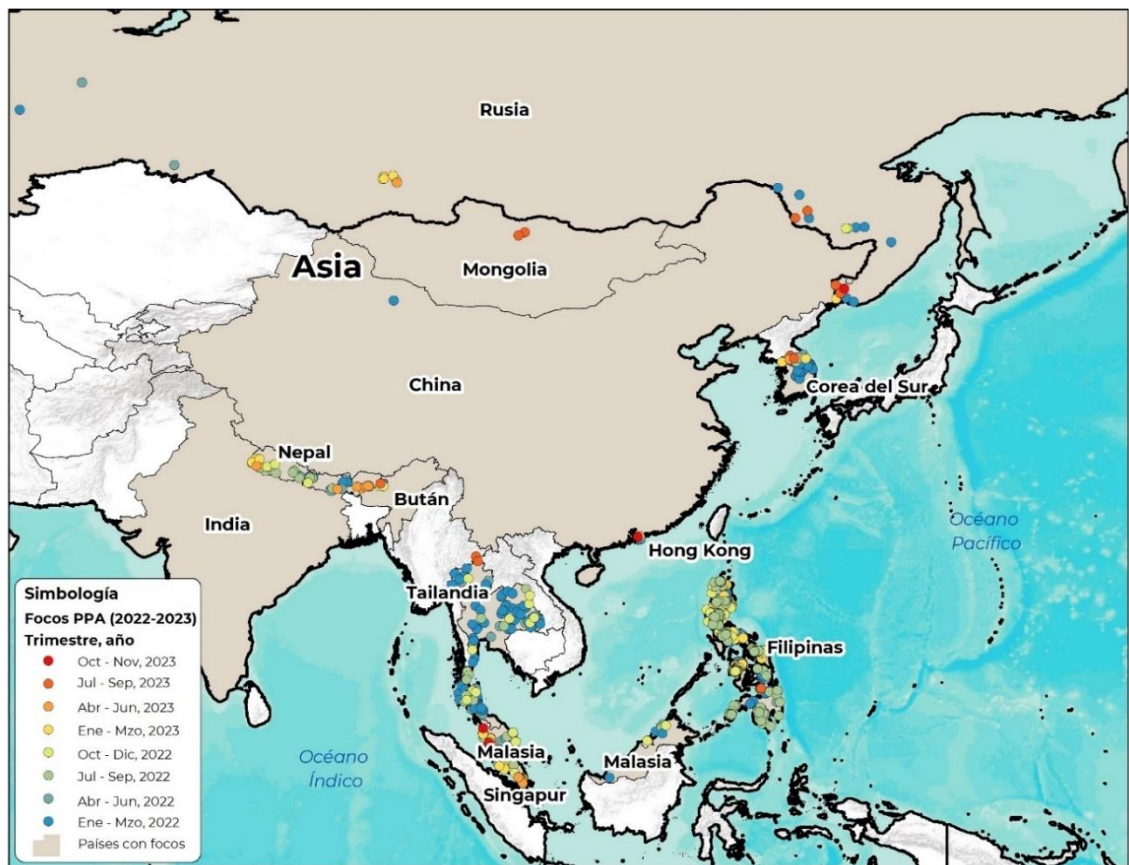 Rusia
Asia
Mongolia
China
Corea del Sur
Nepal
Bután
India
Océano
Pacífico
Hong Kong
Tailandia
Filipinas
Malasia
Malasia
Singapur
Océano
Índico
Simbología
Focos PPA (2022-2023)
Trimestre, año
Oct - Nov, 2023
Jul - Sep, 2023
Abr - Jun, 2023
Ene - Mzo, 2023
Oct - Dic, 2022
Jul - Sep, 2022
Abr - Jun, 2022
Ene - Mzo, 2022
Países con focos